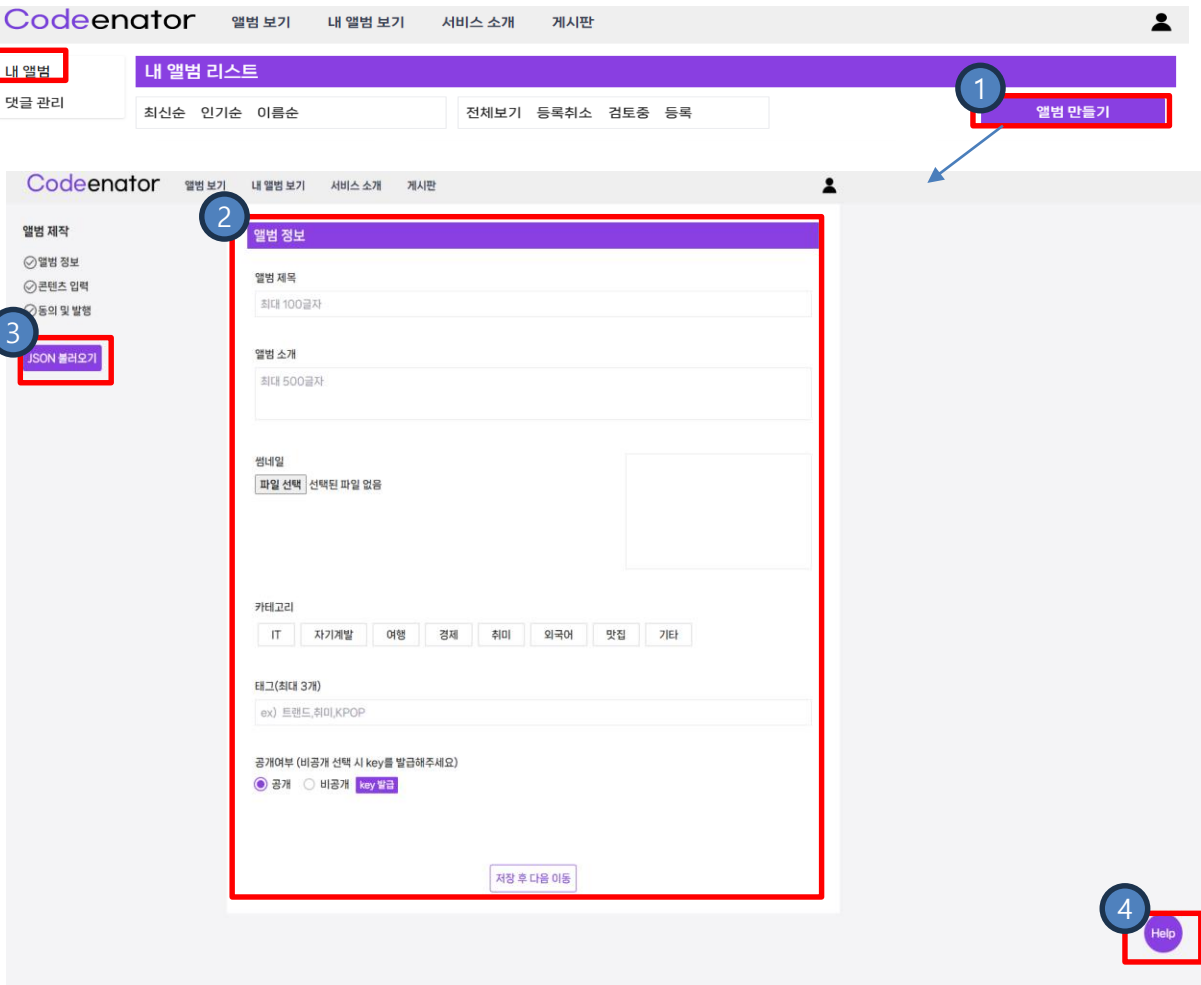 Codeenator 앨범 보기 내 앨범 보기 서비스 소개 게시판
내 앨범
댓글 관리
내 앨범 리스트
최신순 인기순 이름순
전체보기 등록취소 검토중 등록
1
앨범 만들기
Codeenator 앨범 보기 내 앨범 보기 서비스 소개 게시판
앨범 제작
앨범 정보
콘텐츠 입력
동의 및 발행
3
JSON 불러오기
2
앨범 정보
앨범 제목
최대 100글자
앨범 소개
최대 500글자
썸네일
파일 선택 선택된 파일 없음
카테고리
IT 자기계발 여행 경제 취미 외국어 맛집 기타
태그(최대 3개)
ex) 트랜드,취미,KPOP
공개여부 (비공개 선택 시 key를 발급해주세요)
공개 비공개 key 발급
저장 후 다음 이동
4
Help